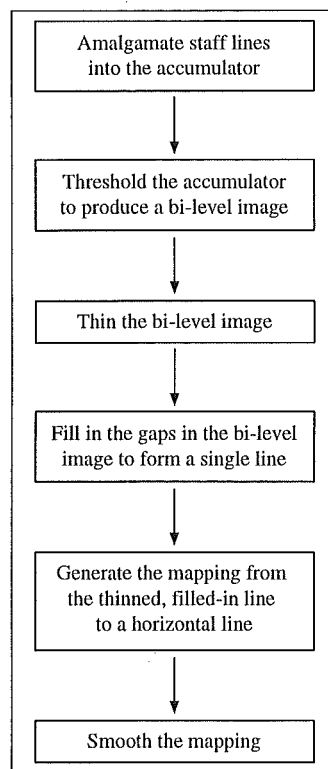 Amalgamate staff lines
into the accumulator
Threshold the accumulator
to produce a bi-level image
Thin the bi-level image
Fill in the gaps in the bi-level
image to form a single line
Generate the mapping from
the thinned, filled-in line
to a horizontal line
Smooth the mapping